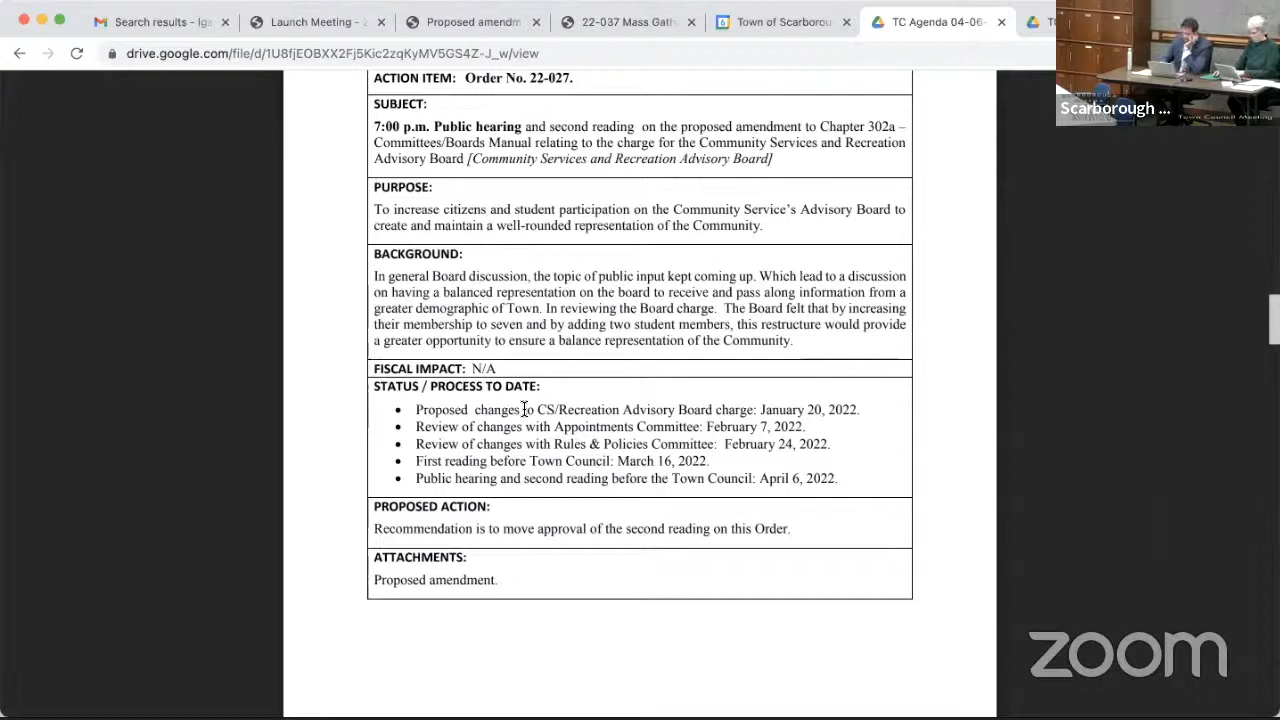 Search results - Iga
Launch Meeting - Z
Proposed amendm
22-037 Mass Gath
Town of Scarborou
TC Agenda 04-06-
drive.google.com/file/d/1U8fjEOBXX2Fj5Kic2zqKyMV5GS4Z-J_w/view
Scarborough ...
Town Council Meeting
ACTION ITEM: Order No. 22-027.
SUBJECT:
7:00 p.m. Public hearing and second reading on the proposed amendment to Chapter 302a –
Committees/Boards Manual relating to the charge for the Community Services and Recreation
Advisory Board [Community Services and Recreation Advisory Board]
PURPOSE:
To increase citizens and student participation on the Community Service's Advisory Board to
create and maintain a well-rounded representation of the Community.
BACKGROUND:
In general Board discussion, the topic of public input kept coming up. Which lead to a discussion
on having a balanced representation on the board to receive and pass along information from a
greater demographic of Town. In reviewing the Board charge. The Board felt that by increasing
their membership to seven and by adding two student members, this restructure would provide
a greater opportunity to ensure a balance representation of the Community.
FISCAL IMPACT: N/A
STATUS / PROCESS TO DATE:
• Proposed changes to CS/Recreation Advisory Board charge: January 20, 2022.
• Review of changes with Appointments Committee: February 7, 2022.
• Review of changes with Rules & Policies Committee: February 24, 2022.
• First reading before Town Council: March 16, 2022.
• Public hearing and second reading before the Town Council: April 6, 2022.
PROPOSED ACTION:
Recommendation is to move approval of the second reading on this Order.
ATTACHMENTS:
Proposed amendment.
zoom